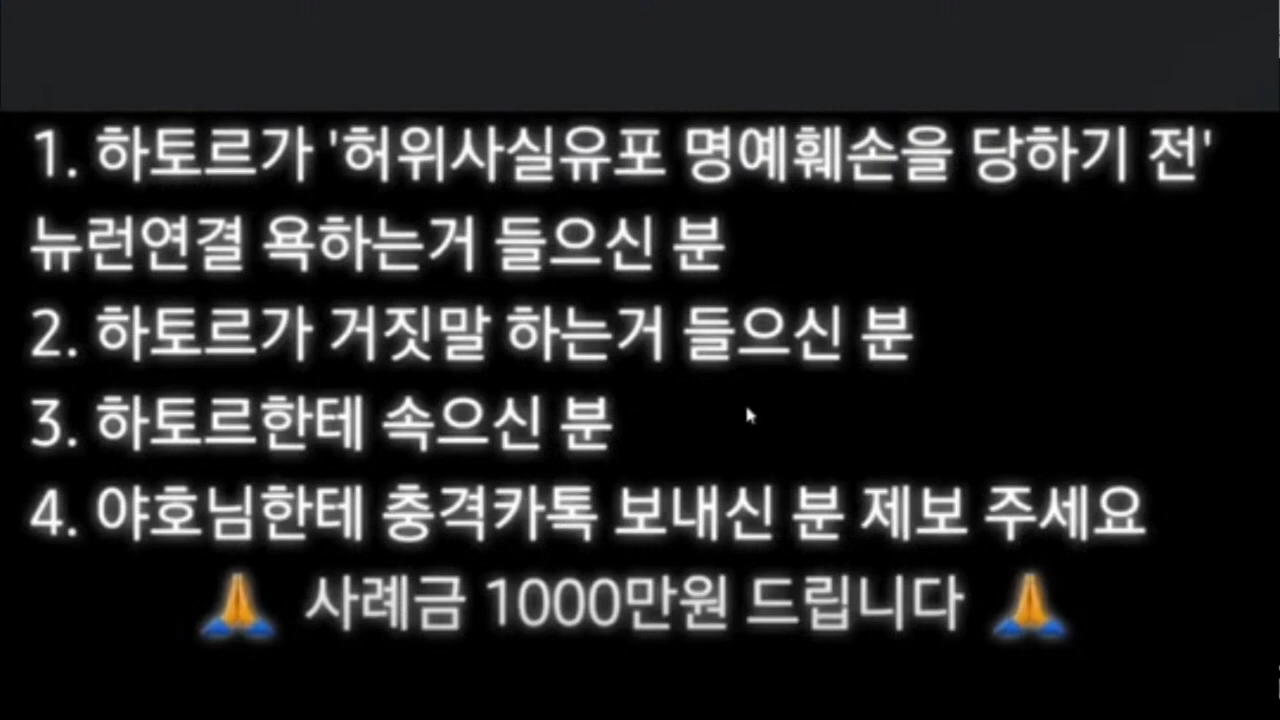 1. 하토르가 '허위사실유포 명예훼손을 당하기 전'
뉴런연결 욕하는거 들으신 분
2. 하토르가 거짓말 하는거 들으신 분
3. 하토르한테 속으신 분
4. 야호님한테 충격카톡 보내신 분 제보 주세요
🙏 사례금 1000만원 드립니다 🙏